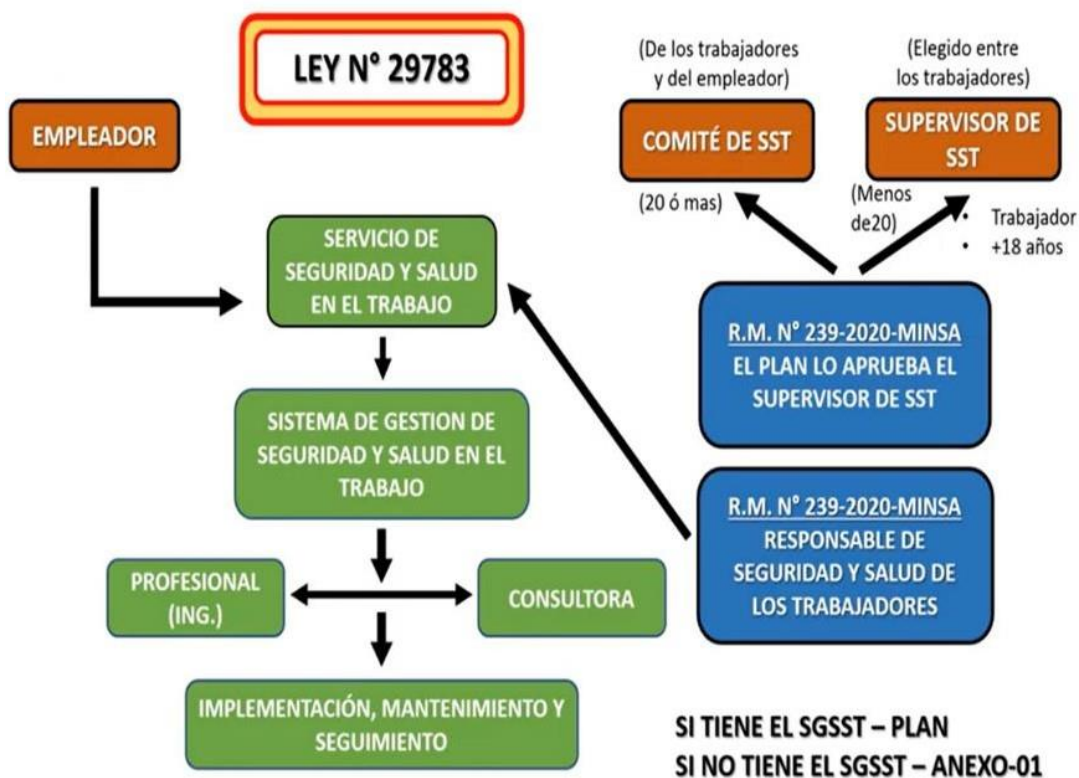 LEY N° 29783
EMPLEADOR
(De los trabajadores
y del empleador)
COMITÉ DE SST
(20 ó mas)
(Elegido entre
los trabajadores)
SUPERVISOR DE
SST
(Menos
de20)
• Trabajador
• +18 años
SERVICIO DE
SEGURIDAD Y SALUD
EN EL TRABAJO
SISTEMA DE GESTION DE
SEGURIDAD Y SALUD EN EL
TRABAJO
PROFESIONAL
(ING.)
CONSULTORA
IMPLEMENTACIÓN, MANTENIMIENTO Y
SEGUIMIENTO
R.M. N° 239-2020-MINSA
EL PLAN LO APRUEBA EL
SUPERVISOR DE SST
R.M. N° 239-2020-MINSA
RESPONSABLE DE
SEGURIDAD Y SALUD DE
LOS TRABAJADORES
SI TIENE EL SGSST – PLAN
SI NO TIENE EL SGSST – ANEXO-01